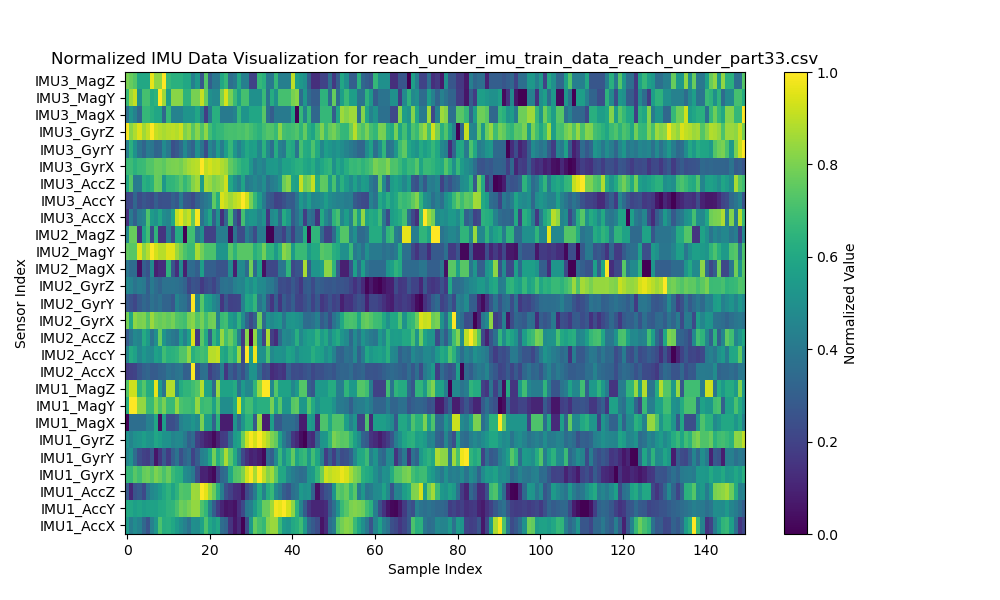 Normalized IMU Data Visualization for reach_under_imu_train_data_reach_under_part33.csv
IMU3_MagZ
IMU3_MagY
IMU3_MagX
IMU3_GyrZ
IMU3_GyrY
IMU3_GyrX
IMU3_AccZ
IMU3_AccY
IMU3_AccX
IMU2_MagZ
IMU2_MagY
IMU2_MagX
IMU2_GyrZ
IMU2_GyrY
IMU2_GyrX
IMU2_AccZ
IMU2_AccY
IMU2_AccX
IMU1_MagZ
IMU1_MagY
IMU1_MagX
IMU1_GyrZ
IMU1_GyrY
IMU1_GyrX
IMU1_AccZ
IMU1_AccY
IMU1_AccX
Sensor Index
0 20 40 60 80 100 120 140
Sample Index
1.0
0.8
0.6
0.4
0.2
0.0
Normalized Value